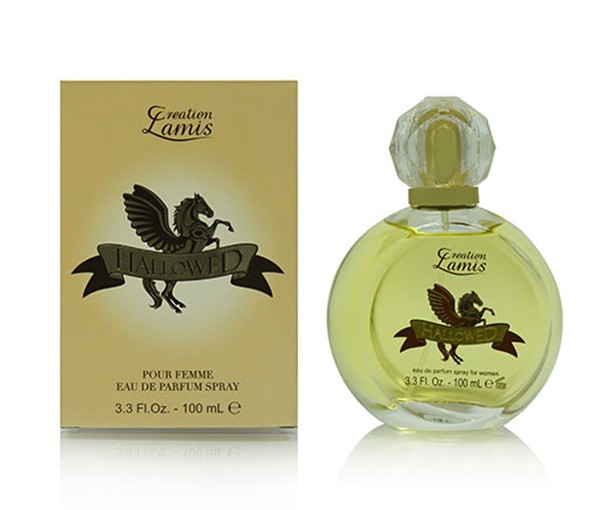 Creation
Lamis
HALLOWED
POUR FEMME
EAU DE PARFUM SPRAY
3.3 Fl.Oz. - 100 mL ℮
Creation
Lamis
HALLOWED
eau de parfum spray for women
3.3 Fl. Oz. - 100 mL ℮